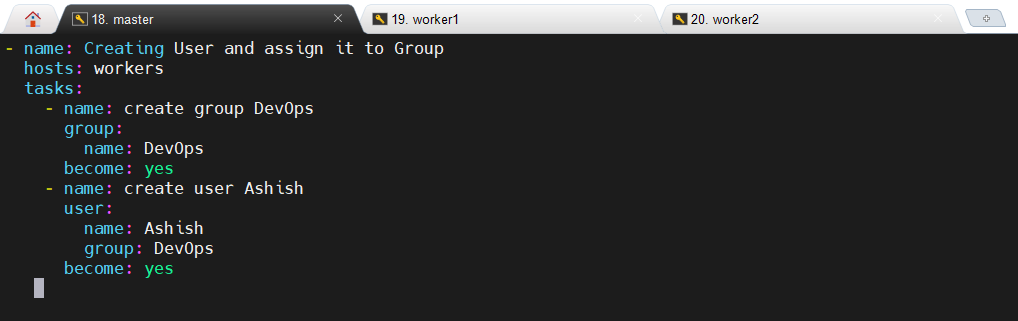 18. master
19. worker1
20. worker2
- name: Creating User and assign it to Group
  hosts: workers
  tasks:
    - name: create group DevOps
      group:
        name: DevOps
      become: yes
    - name: create user Ashish
      user:
        name: Ashish
        group: DevOps
      become: yes